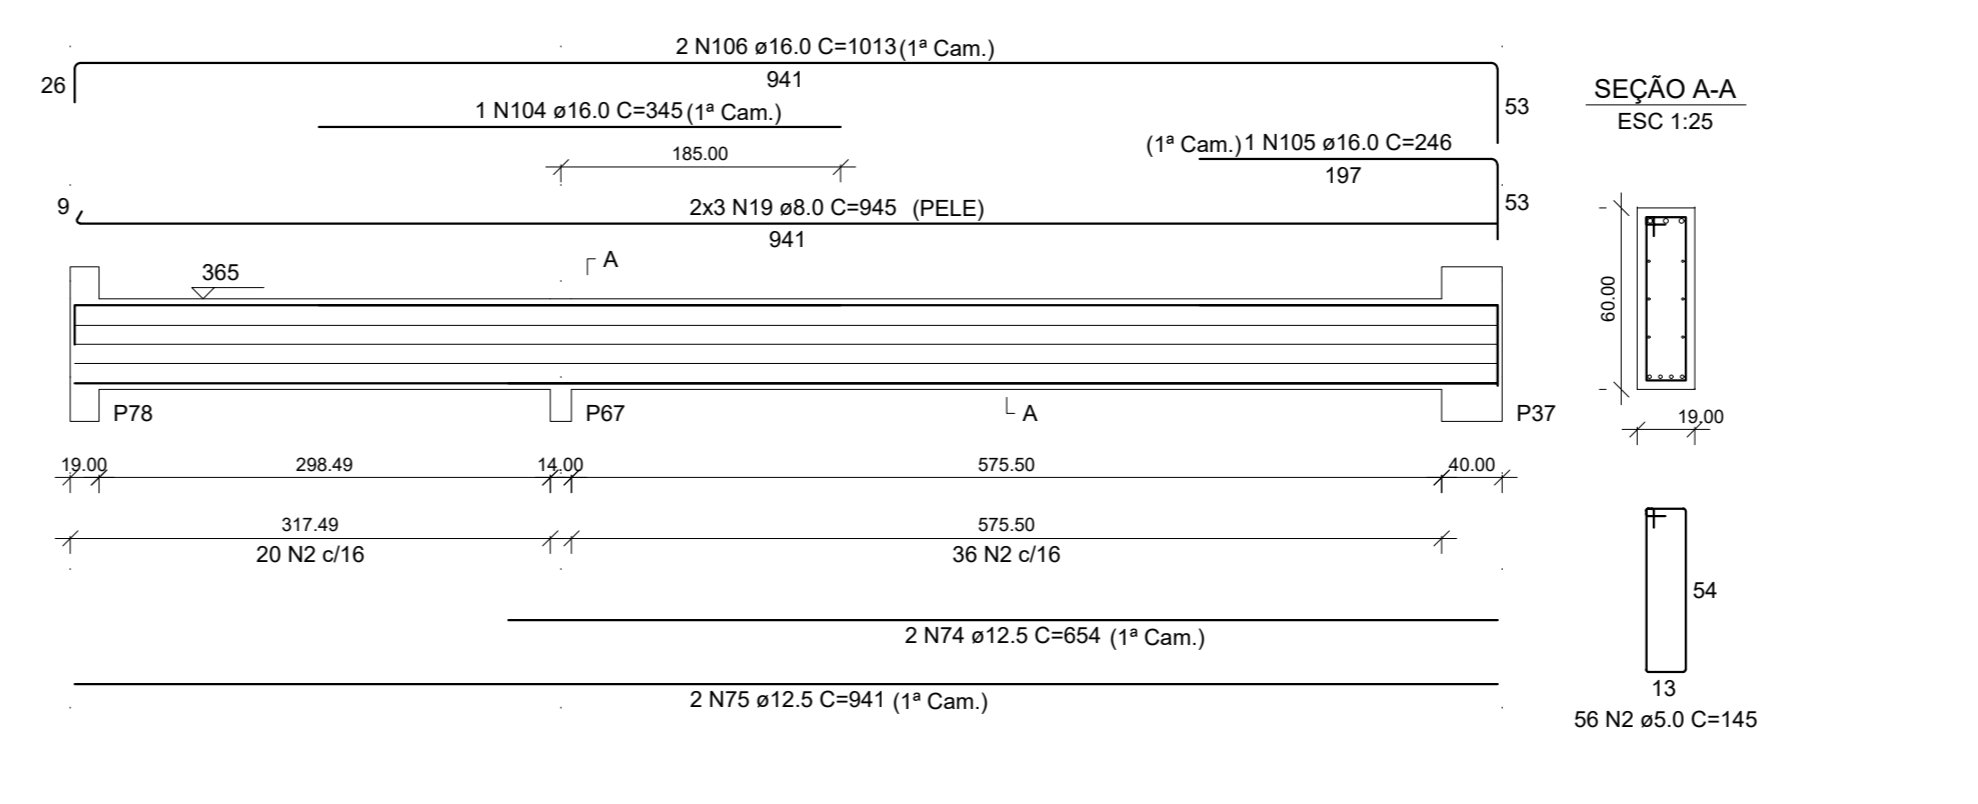 2 N106 ø16.0 C=1013 (1ª Cam.)
26
941
53
SEÇÃO A-A
ESC 1:25
1 N104 ø16.0 C=345 (1ª Cam.)
185.00
(1ª Cam.) 1 N105 ø16.0 C=246
197
53
9
2x3 N19 ø8.0 C=945 (PELE)
941
A
365
60.00
19.00
P78
P67
A
P37
19.00
298.49
14.00
575.50
40.00
317.49
575.50
20 N2 c/16
36 N2 c/16
54
13
56 N2 ø5.0 C=145
2 N74 ø12.5 C=654 (1ª Cam.)
2 N75 ø12.5 C=941 (1ª Cam.)